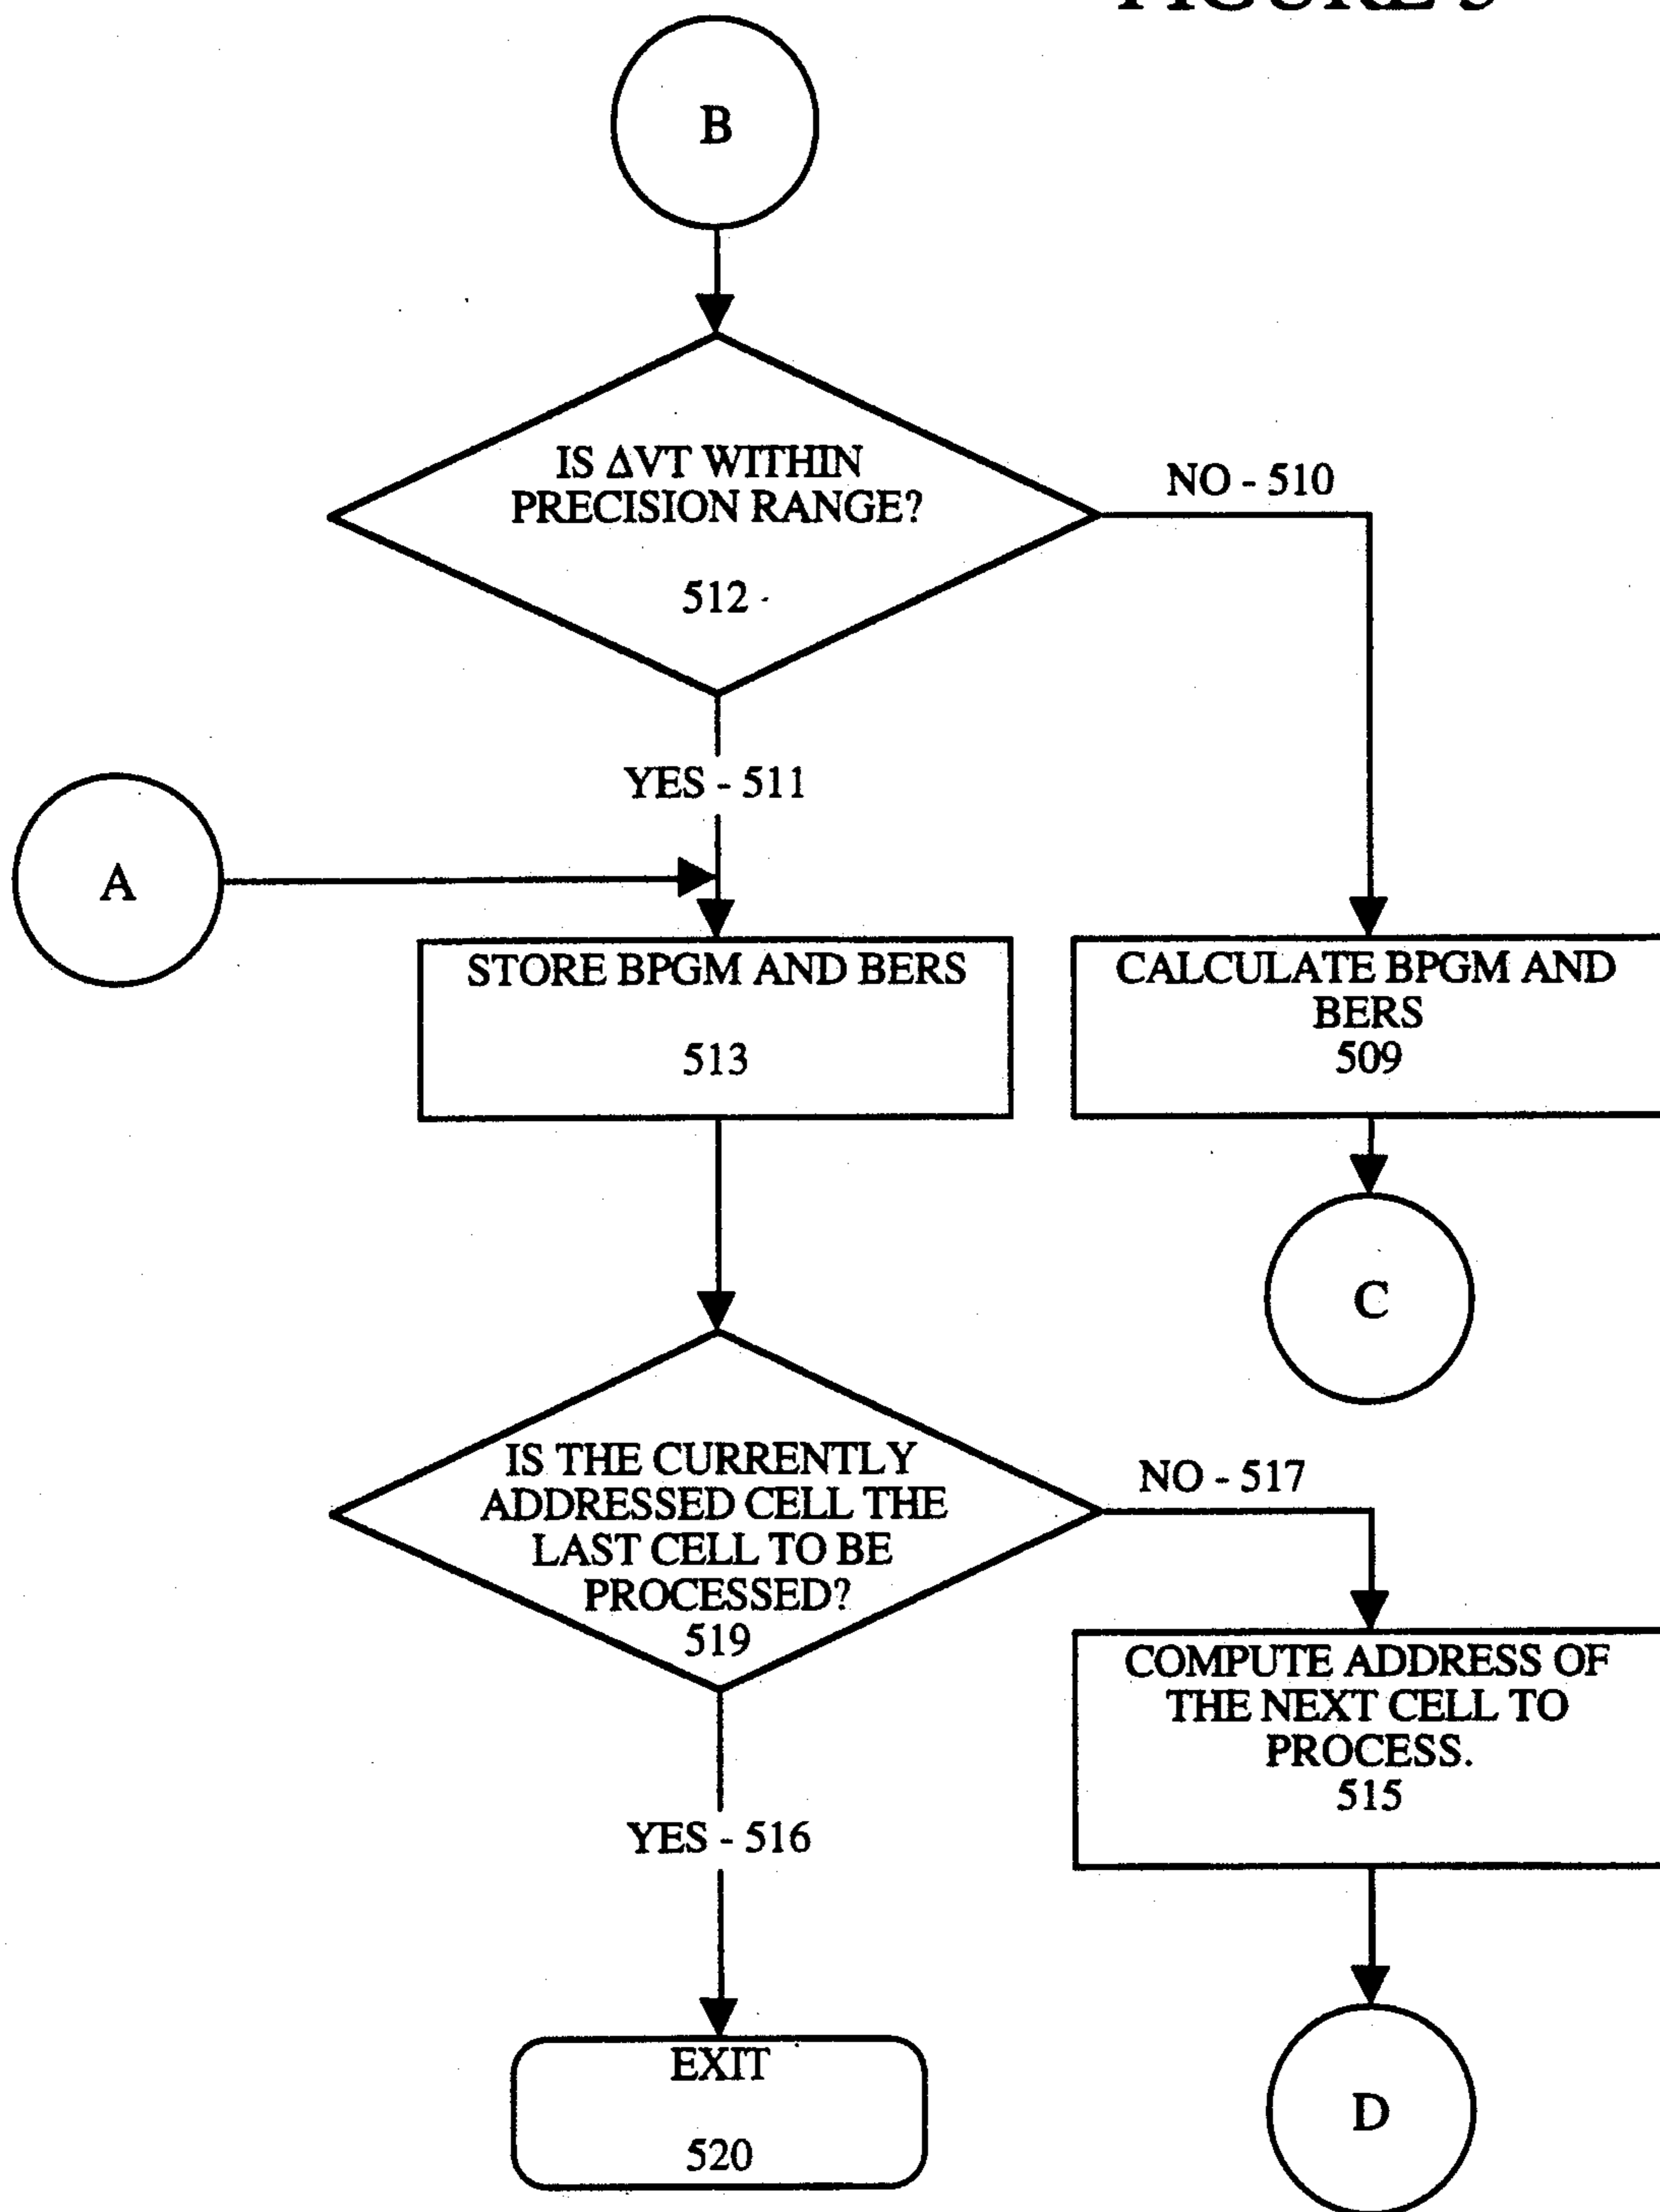 B
IS ΔVT WITHIN
PRECISION RANGE?
512
NO - 510
YES - 511
A
STORE BPGM AND BERS
513
CALCULATE BPGM AND
BERS
509
C
IS THE CURRENTLY
ADDRESSED CELL THE
LAST CELL TO BE
PROCESSED?
519
NO - 517
COMPUTE ADDRESS OF
THE NEXT CELL TO
PROCESS.
515
YES - 516
EXIT
520
D